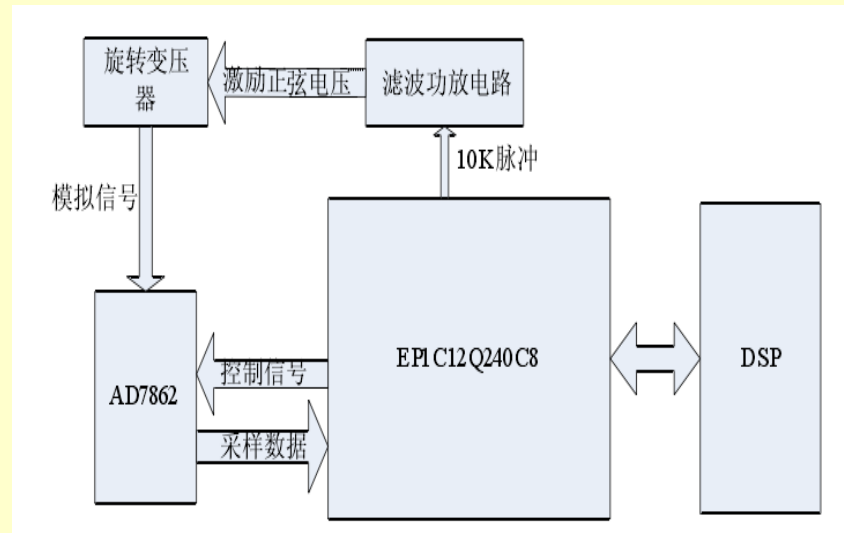 旋转变压
器
激励正弦电压
滤波功放电路
10K脉冲
模拟信号
AD7862
控制信号
采样数据
EP1C12Q240C8
DSP